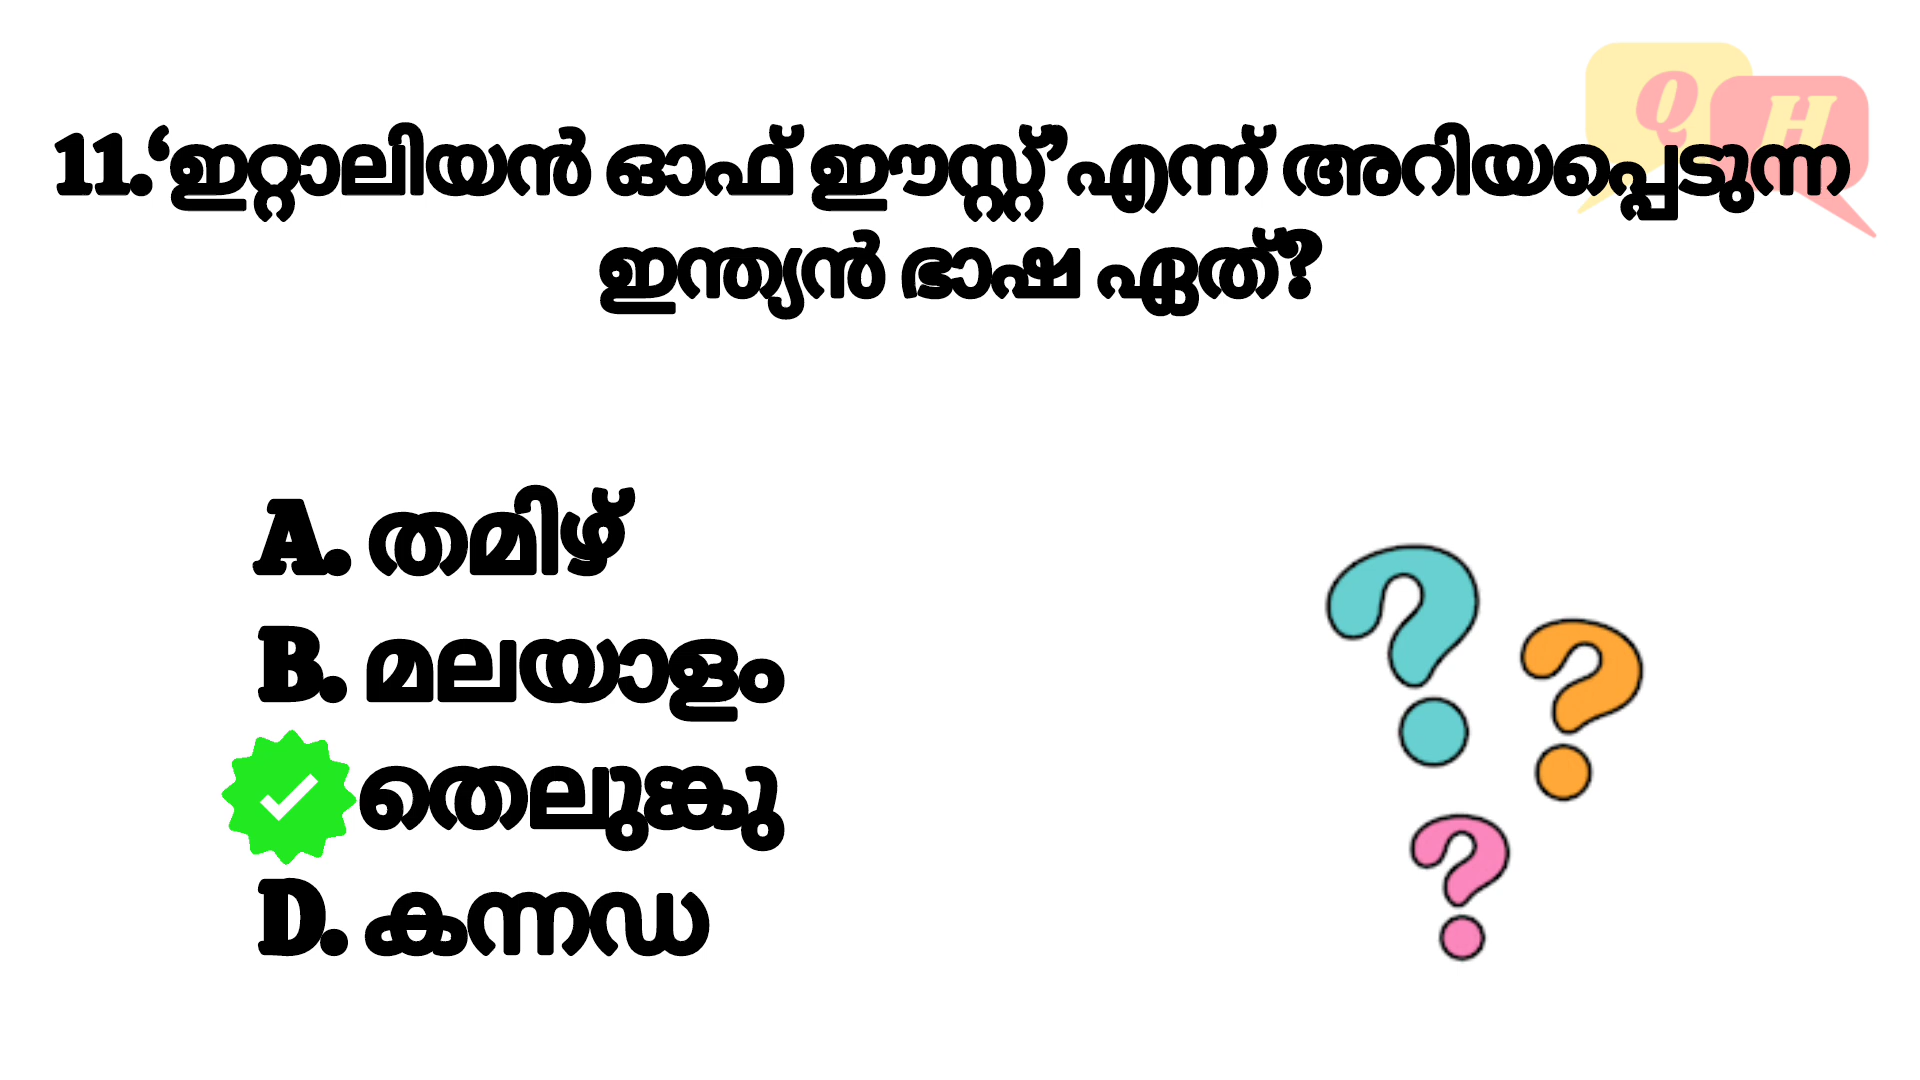 Q H
11.‘ഇറ്റാലിയൻ ഓഫ് ഈസ്റ്റ്’എന്ന് അറിയപ്പെടുന്ന
ഇന്ത്യൻ ഭാഷ ഏത്?
A. തമിഴ്
B. മലയാളം
തെലുങ്കു
D. കന്നഡ